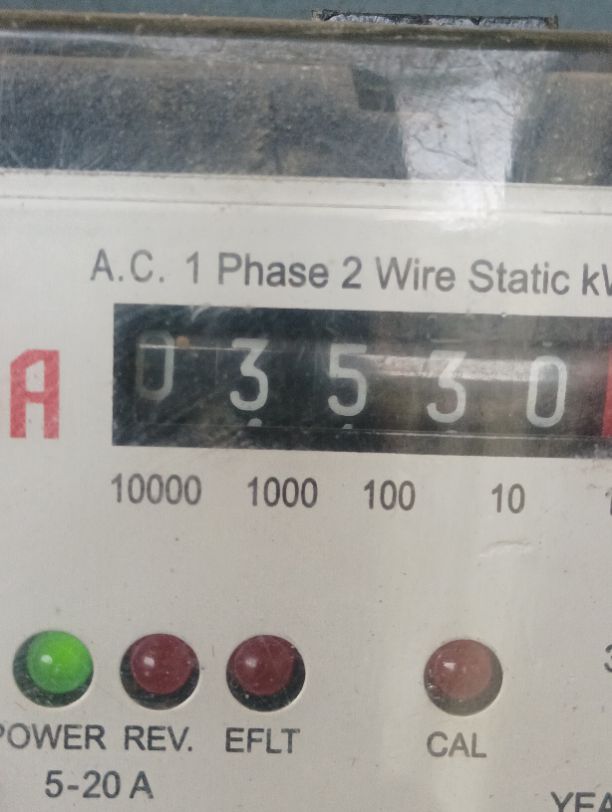 A.C. 1 Phase 2 Wire Static
A
0 3 5 3 0
10000 1000 100 10
POWER REV. EFLT CAL
5-20 A